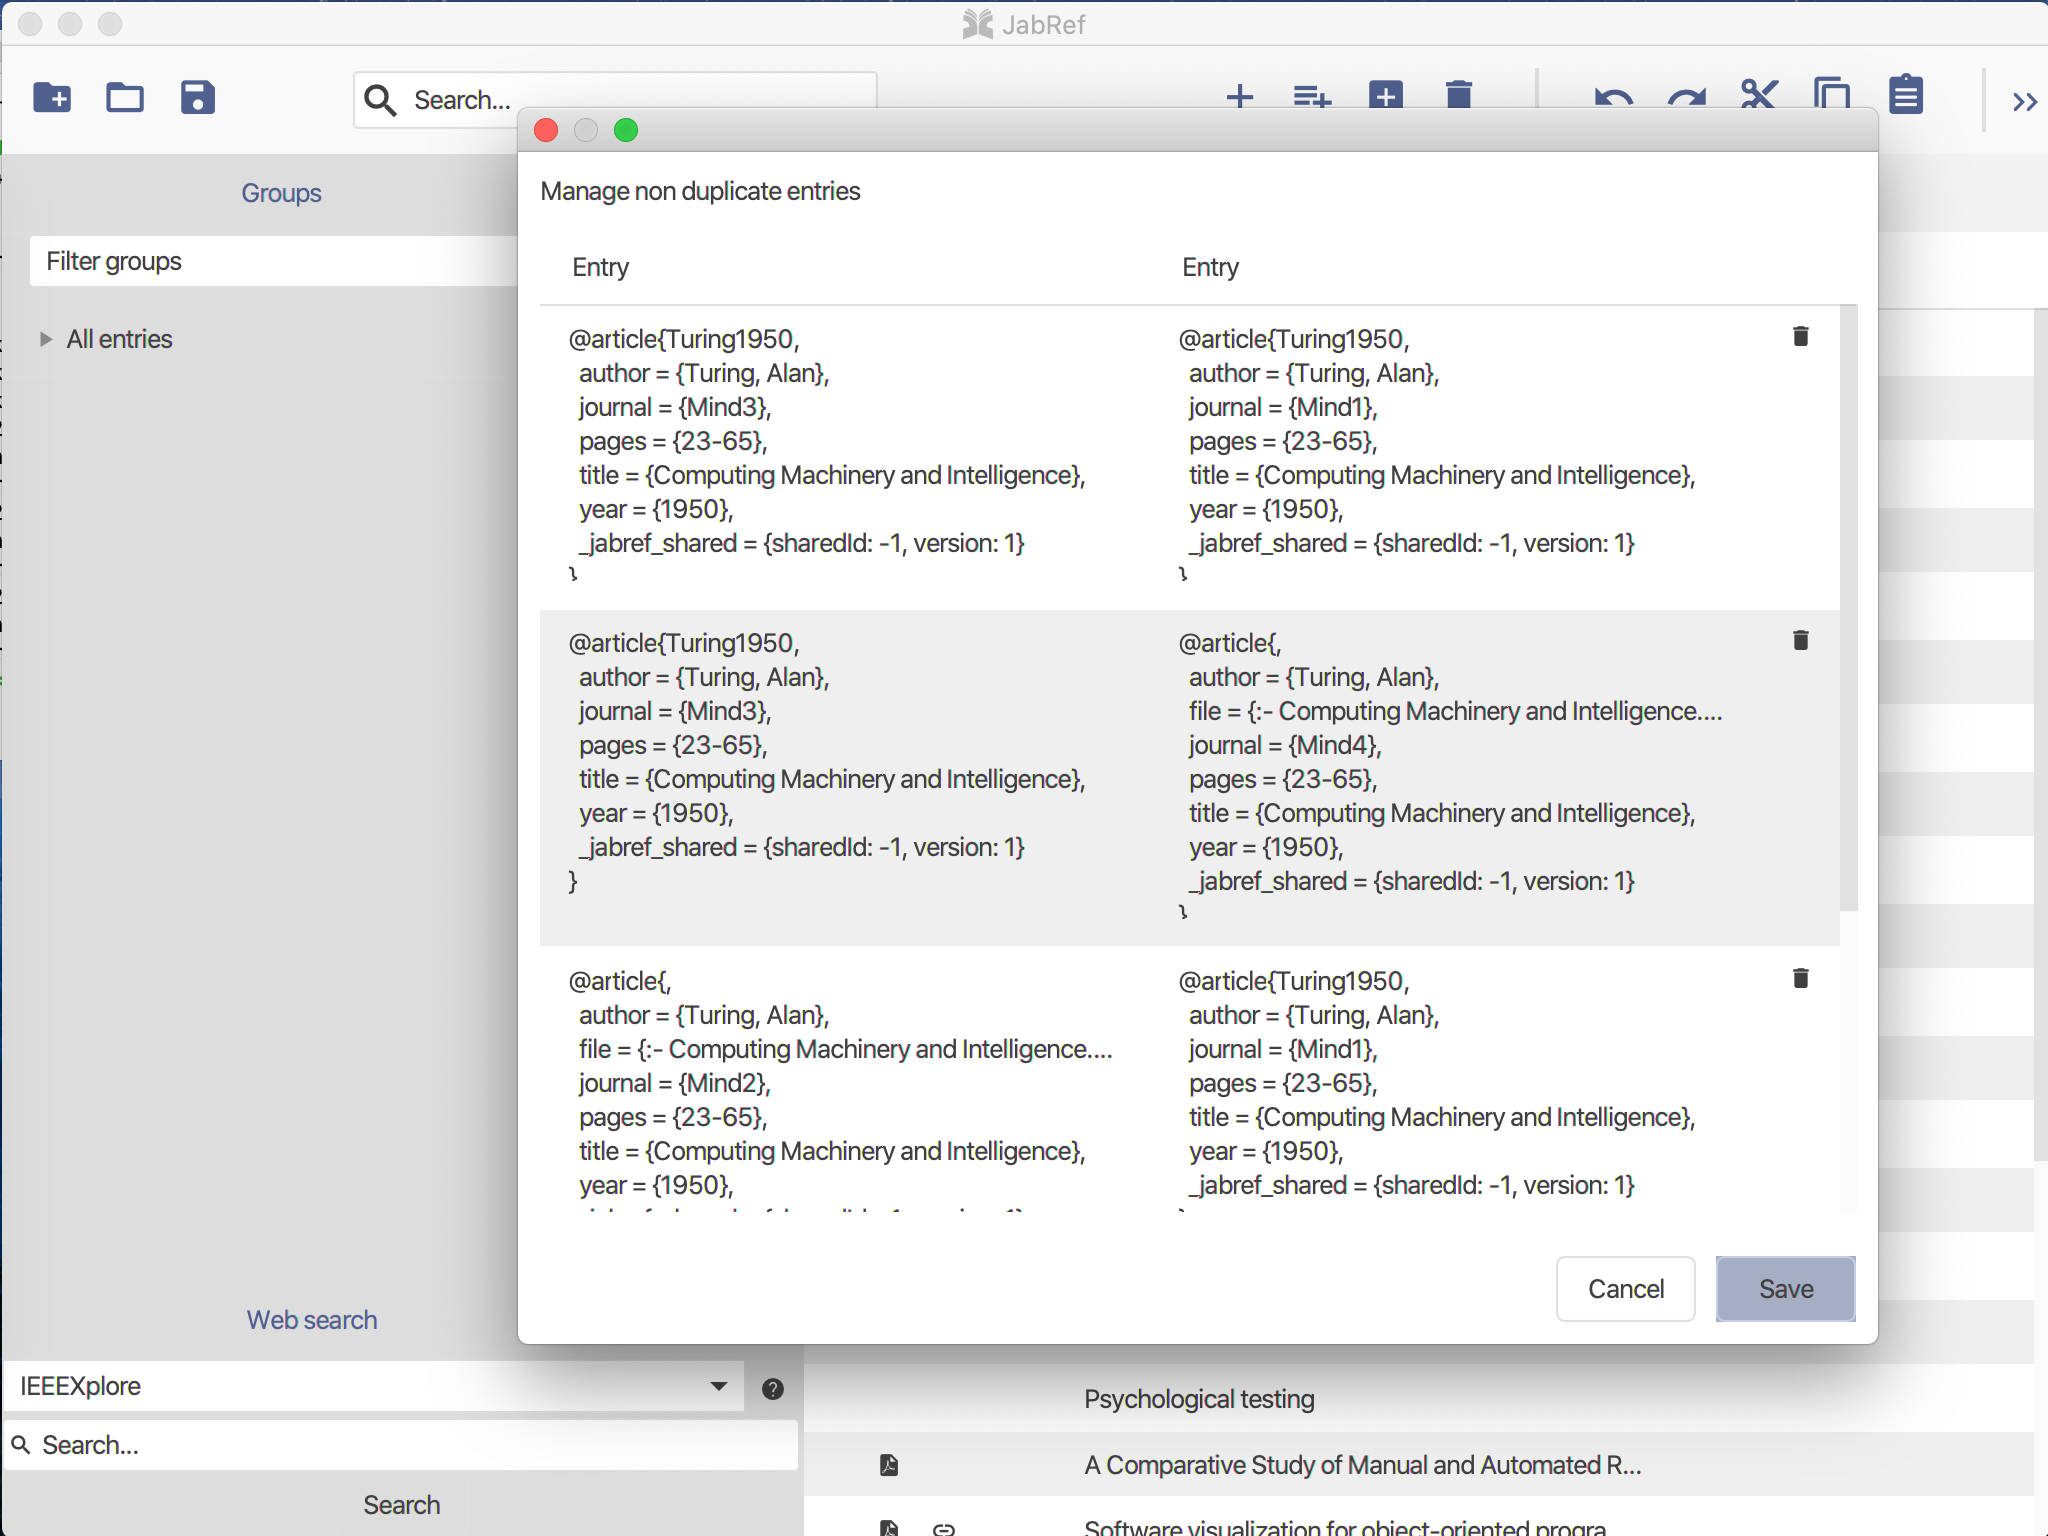 JabRef
Search...
Groups
Filter groups
All entries
Manage non duplicate entries
Entry
Entry
@article{Turing1950,
author = {Turing, Alan},
journal = {Mind3},
pages = {23-65},
title = {Computing Machinery and Intelligence},
year = {1950},
_jabref_shared = {sharedId: -1, version: 1}
}
@article{Turing1950,
author = {Turing, Alan},
journal = {Mind1},
pages = {23-65},
title = {Computing Machinery and Intelligence},
year = {1950},
_jabref_shared = {sharedId: -1, version: 1}
}
@article{Turing1950,
author = {Turing, Alan},
journal = {Mind3},
pages = {23-65},
title = {Computing Machinery and Intelligence},
year = {1950},
_jabref_shared = {sharedId: -1, version: 1}
}
@article{,
author = {Turing, Alan},
file = {:- Computing Machinery and Intelligence....
journal = {Mind4},
pages = {23-65},
title = {Computing Machinery and Intelligence},
year = {1950},
_jabref_shared = {sharedId: -1, version: 1}
}
@article{,
author = {Turing, Alan},
file = {:- Computing Machinery and Intelligence....
journal = {Mind2},
pages = {23-65},
title = {Computing Machinery and Intelligence},
year = {1950},
@article{Turing1950,
author = {Turing, Alan},
journal = {Mind1},
pages = {23-65},
title = {Computing Machinery and Intelligence},
year = {1950},
_jabref_shared = {sharedId: -1, version: 1}
Cancel
Save
Web search
IEEEXplore
Search...
Search
Psychological testing
A Comparative Study of Manual and Automated R...
Software visualization for object-oriented progra